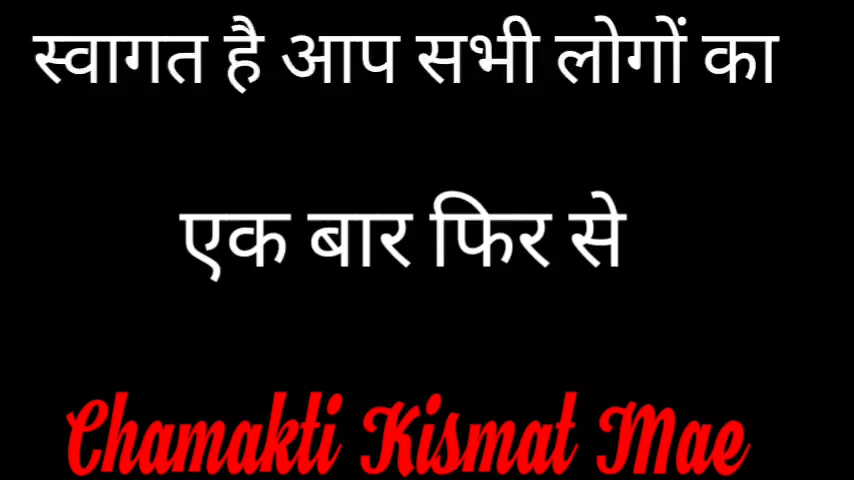 स्वागत है आप सभी लोगों का
एक बार फिर से
Chamakti Kismat Mae